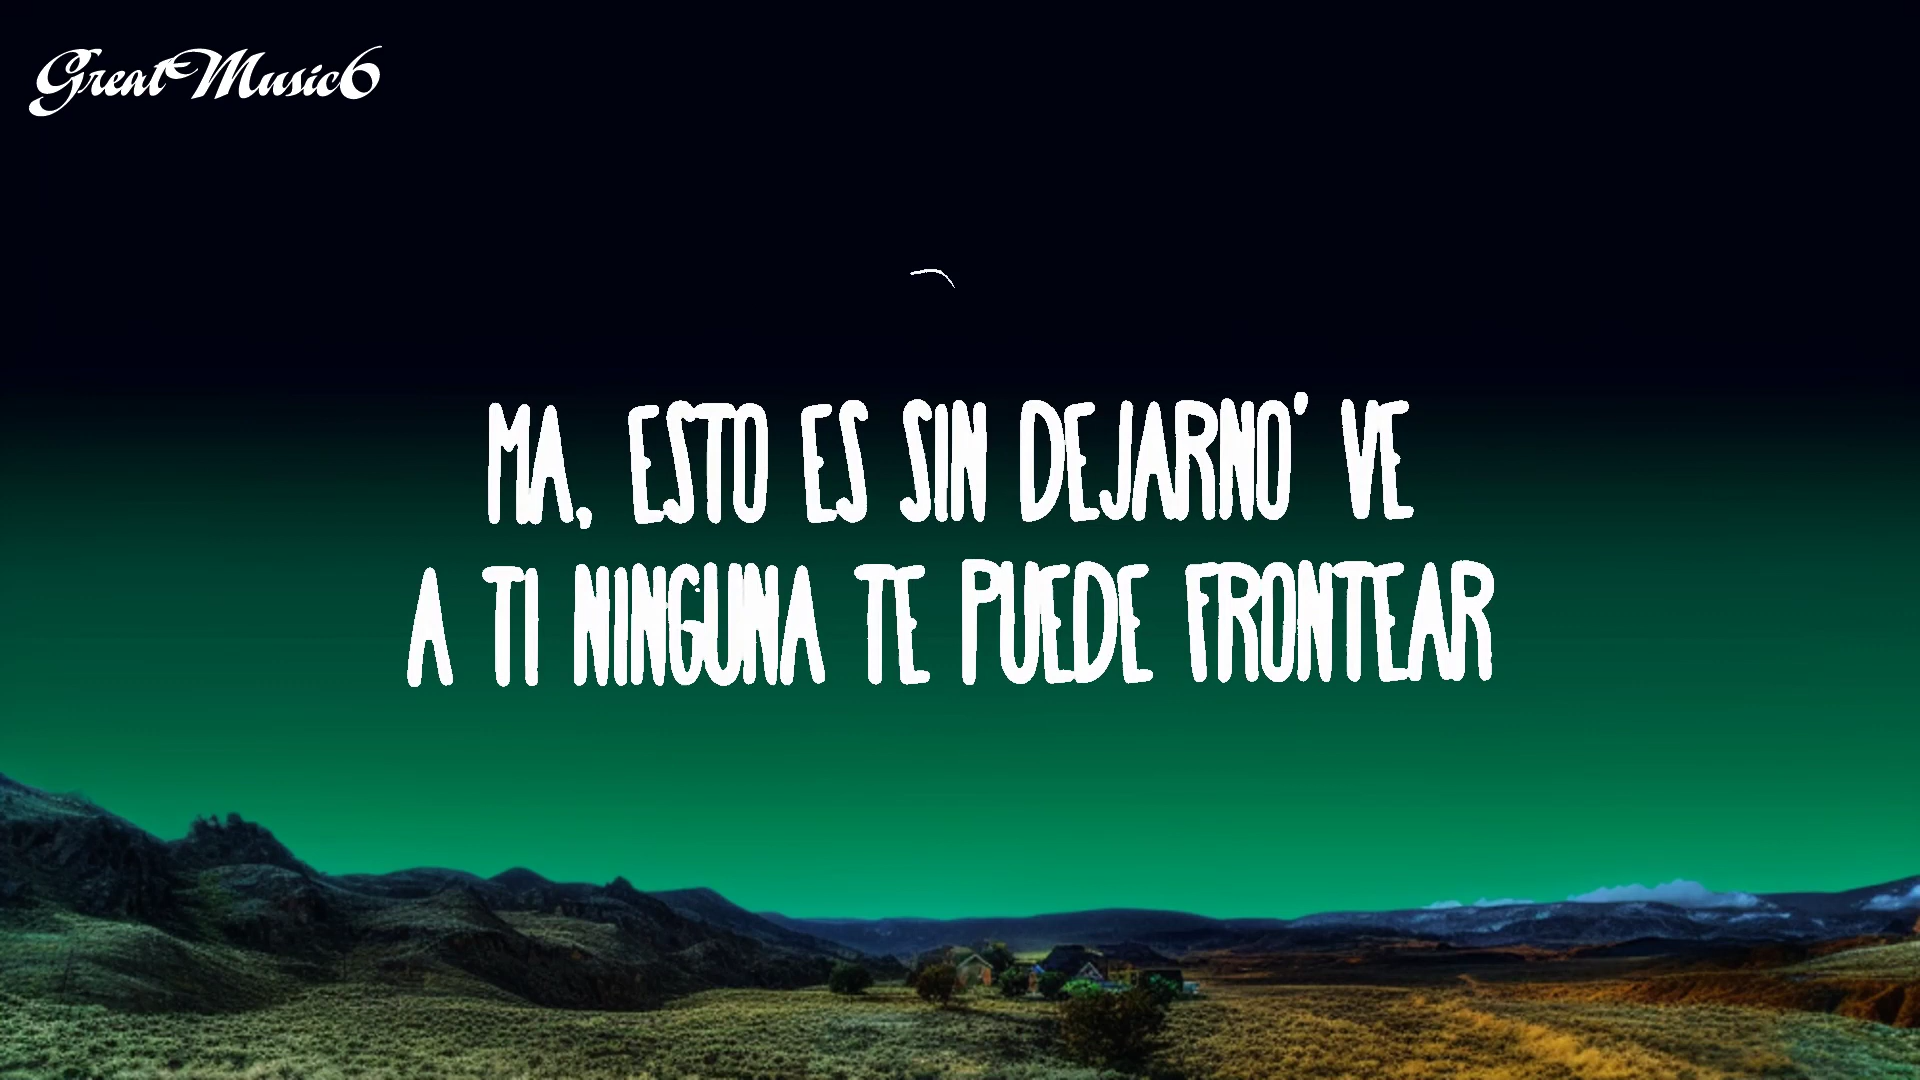 GreatMusic6
MA, ESTO ES SIN DEJARNO' VE
A TI NINGUNA TE PUEDE FRONTEAR